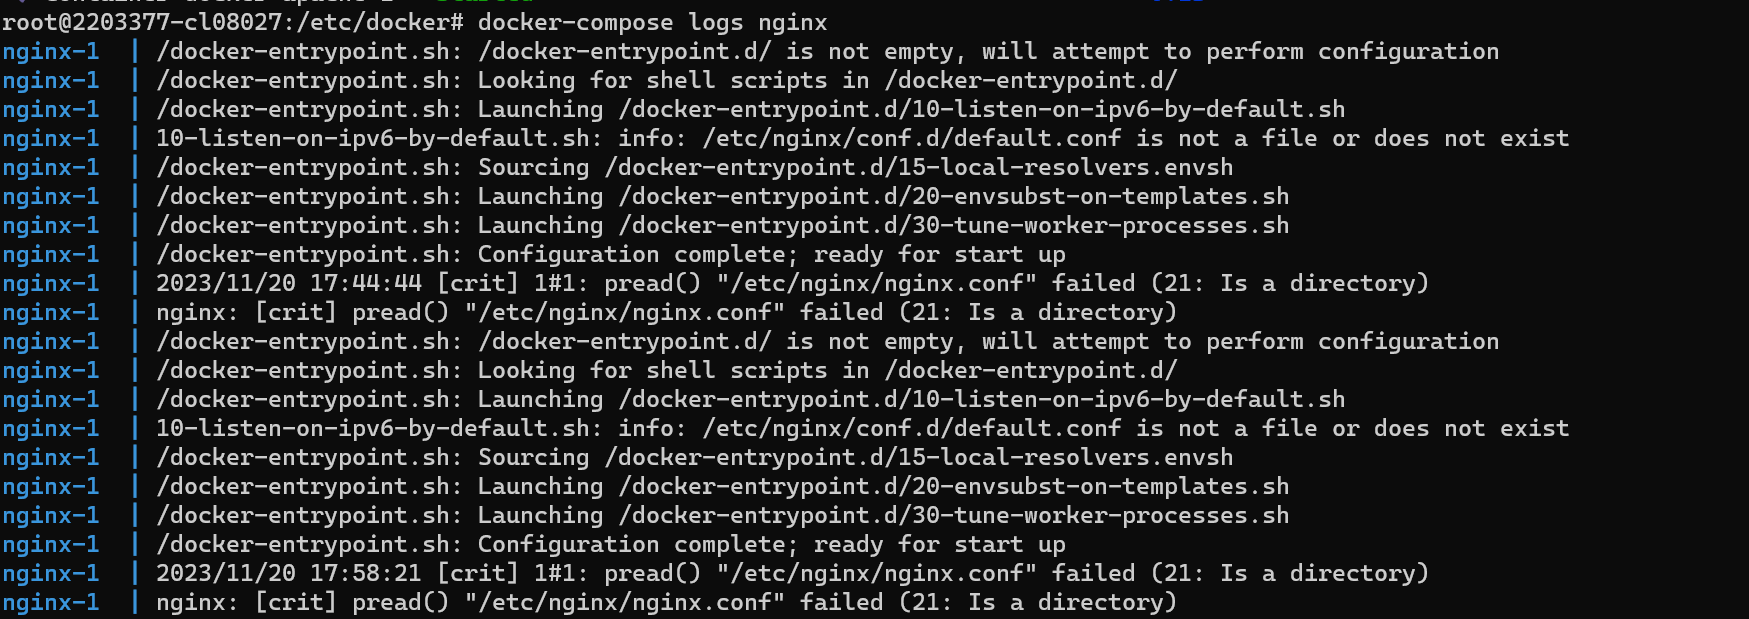 root@2203377-cl08027:/etc/docker# docker-compose logs nginx
nginx-1  | /docker-entrypoint.sh: /docker-entrypoint.d/ is not empty, will attempt to perform configuration
nginx-1  | /docker-entrypoint.sh: Looking for shell scripts in /docker-entrypoint.d/
nginx-1  | /docker-entrypoint.sh: Launching /docker-entrypoint.d/10-listen-on-ipv6-by-default.sh
nginx-1  | 10-listen-on-ipv6-by-default.sh: info: /etc/nginx/conf.d/default.conf is not a file or does not exist
nginx-1  | /docker-entrypoint.sh: Sourcing /docker-entrypoint.d/15-local-resolvers.envsh
nginx-1  | /docker-entrypoint.sh: Launching /docker-entrypoint.d/20-envsubst-on-templates.sh
nginx-1  | /docker-entrypoint.sh: Launching /docker-entrypoint.d/30-tune-worker-processes.sh
nginx-1  | /docker-entrypoint.sh: Configuration complete; ready for start up
nginx-1  | 2023/11/20 17:44:44 [crit] 1#1: pread() "/etc/nginx/nginx.conf" failed (21: Is a directory)
nginx-1  | nginx: [crit] pread() "/etc/nginx/nginx.conf" failed (21: Is a directory)
nginx-1  | /docker-entrypoint.sh: /docker-entrypoint.d/ is not empty, will attempt to perform configuration
nginx-1  | /docker-entrypoint.sh: Looking for shell scripts in /docker-entrypoint.d/
nginx-1  | /docker-entrypoint.sh: Launching /docker-entrypoint.d/10-listen-on-ipv6-by-default.sh
nginx-1  | 10-listen-on-ipv6-by-default.sh: info: /etc/nginx/conf.d/default.conf is not a file or does not exist
nginx-1  | /docker-entrypoint.sh: Sourcing /docker-entrypoint.d/15-local-resolvers.envsh
nginx-1  | /docker-entrypoint.sh: Launching /docker-entrypoint.d/20-envsubst-on-templates.sh
nginx-1  | /docker-entrypoint.sh: Launching /docker-entrypoint.d/30-tune-worker-processes.sh
nginx-1  | /docker-entrypoint.sh: Configuration complete; ready for start up
nginx-1  | 2023/11/20 17:58:21 [crit] 1#1: pread() "/etc/nginx/nginx.conf" failed (21: Is a directory)
nginx-1  | nginx: [crit] pread() "/etc/nginx/nginx.conf" failed (21: Is a directory)